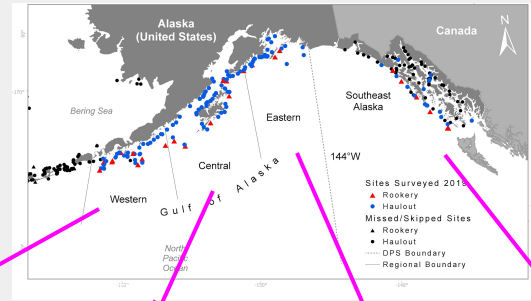 Alaska
(United States)
Canada
N
Bering Sea
Eastern
Southeast
Alaska
Central
144°W
Western
Gulf of Alaska
North
Pacific
Ocean
Sites Surveyed 2019
Rookery
Haulout
Missed/Skipped Sites
Rookery
Haulout
DPS Boundary
Regional Boundary